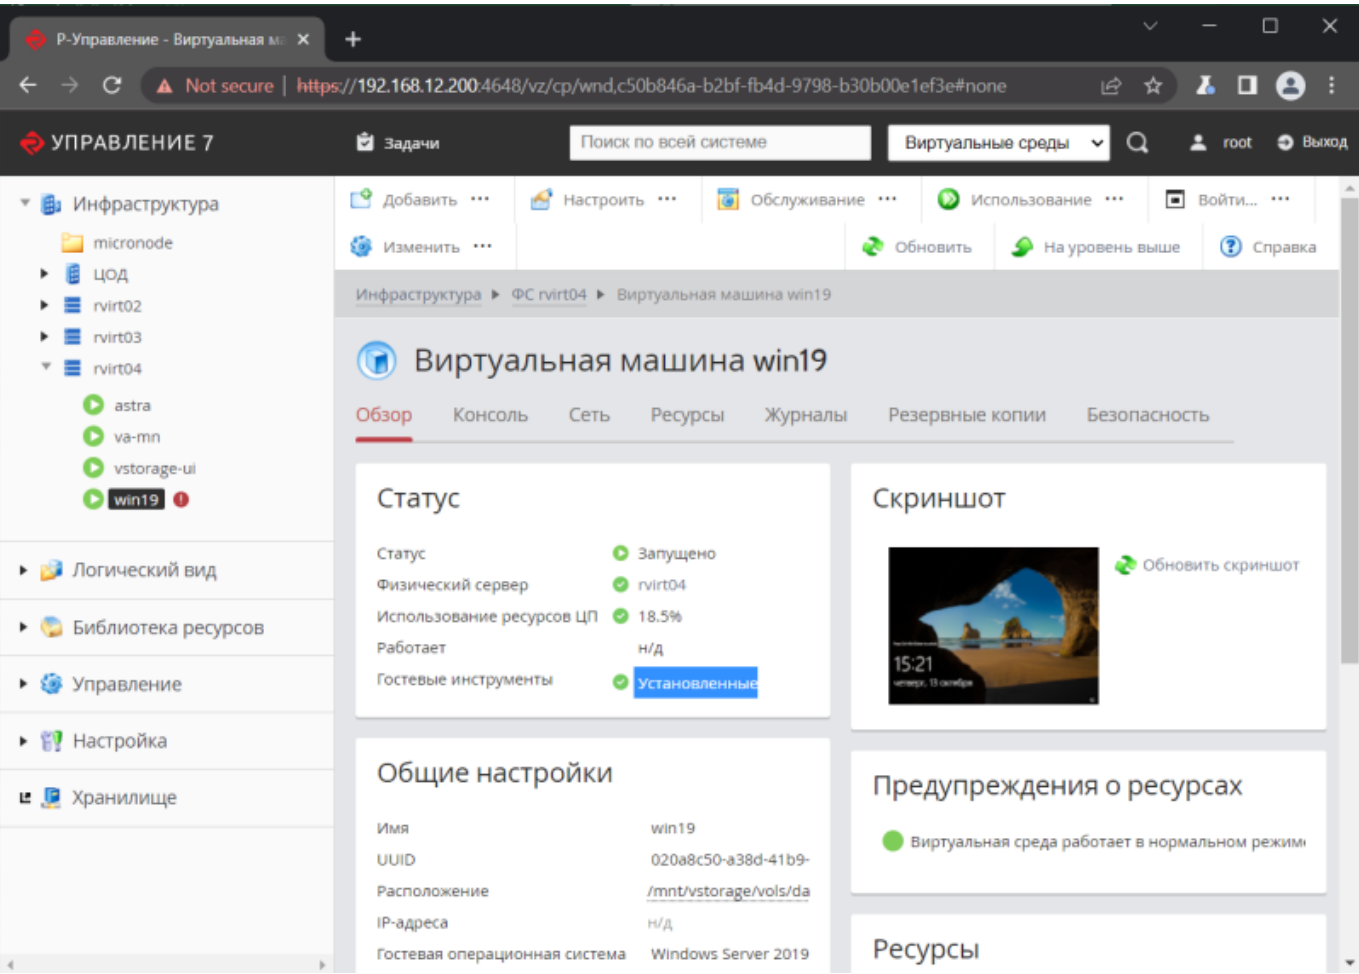 Р-Управление - Виртуальная ма
Not secure | https://192.168.12.200:4648/vz/cp/wnd,c50b846a-b2bf-fb4d-9798-b30b00e1ef3e#none
УПРАВЛЕНИЕ 7
Задачи
Поиск по всей системе
Виртуальные среды
root
Выход
Инфраструктура
micronode
ЦОД
rvirt02
rvirt03
rvirt04
astra
va-mn
vstorage-ui
win19
Логический вид
Библиотека ресурсов
Управление
Настройка
Хранилище
Добавить ···
Настроить ···
Обслуживание ···
Использование ···
Войти... ···
Изменить ···
Обновить
На уровень выше
Справка
Инфраструктура ФС rvirt04 Виртуальная машина win19
Виртуальная машина win19
Обзор Консоль Сеть Ресурсы Журналы Резервные копии Безопасность
Статус
Статус Запущено
Физический сервер rvirt04
Использование ресурсов ЦП 18.5%
Работает н/д
Гостевые инструменты Установленные
Общие настройки
Имя win19
UUID 020a8c50-a38d-41b9-
Расположение /mnt/vstorage/vols/da
IP-адреса н/д
Гостевая операционная система Windows Server 2019
Скриншот
15:21
четверг, 13 октября
Обновить скриншот
Предупреждения о ресурсах
Виртуальная среда работает в нормальном режим
Ресурсы